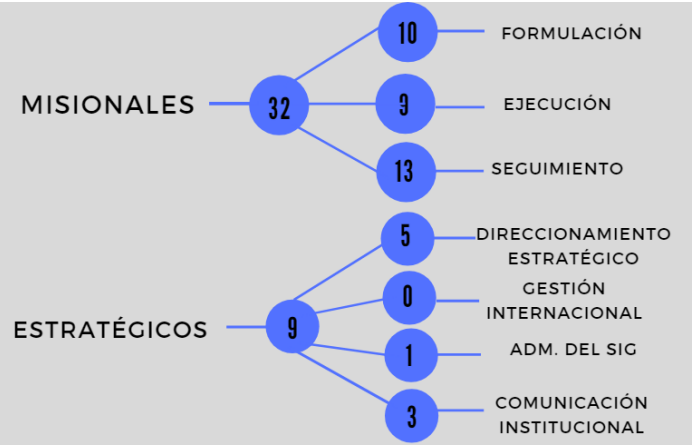 MISIONALES
32
10
FORMULACIÓN
9
EJECUCIÓN
13
SEGUIMIENTO
ESTRATÉGICOS
9
5
DIRECCIONAMIENTO
ESTRATÉGICO
0
GESTIÓN
INTERNACIONAL
1
ADM. DEL SIG
3
COMUNICACIÓN
INSTITUCIONAL